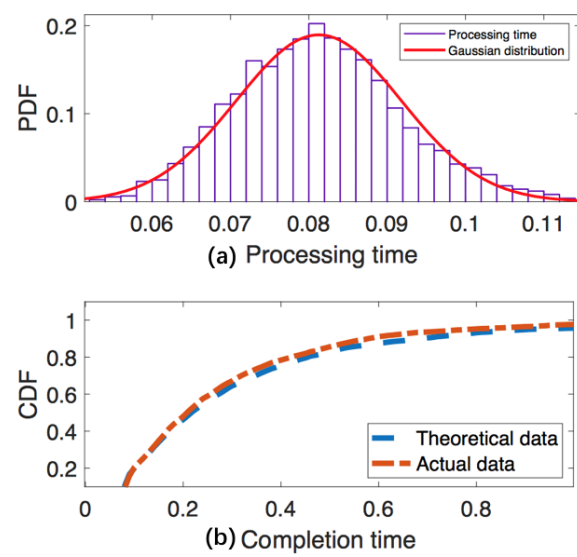 0.2
Processing time
Gaussian distribution
PDF
0.1
0
0.06 0.07 0.08 0.09 0.1 0.11
(a) Processing time
1
0.8
CDF
0.6
0.4
Theoretical data
0.2
Actual data
0 0.2 0.4 0.6 0.8
(b) Completion time